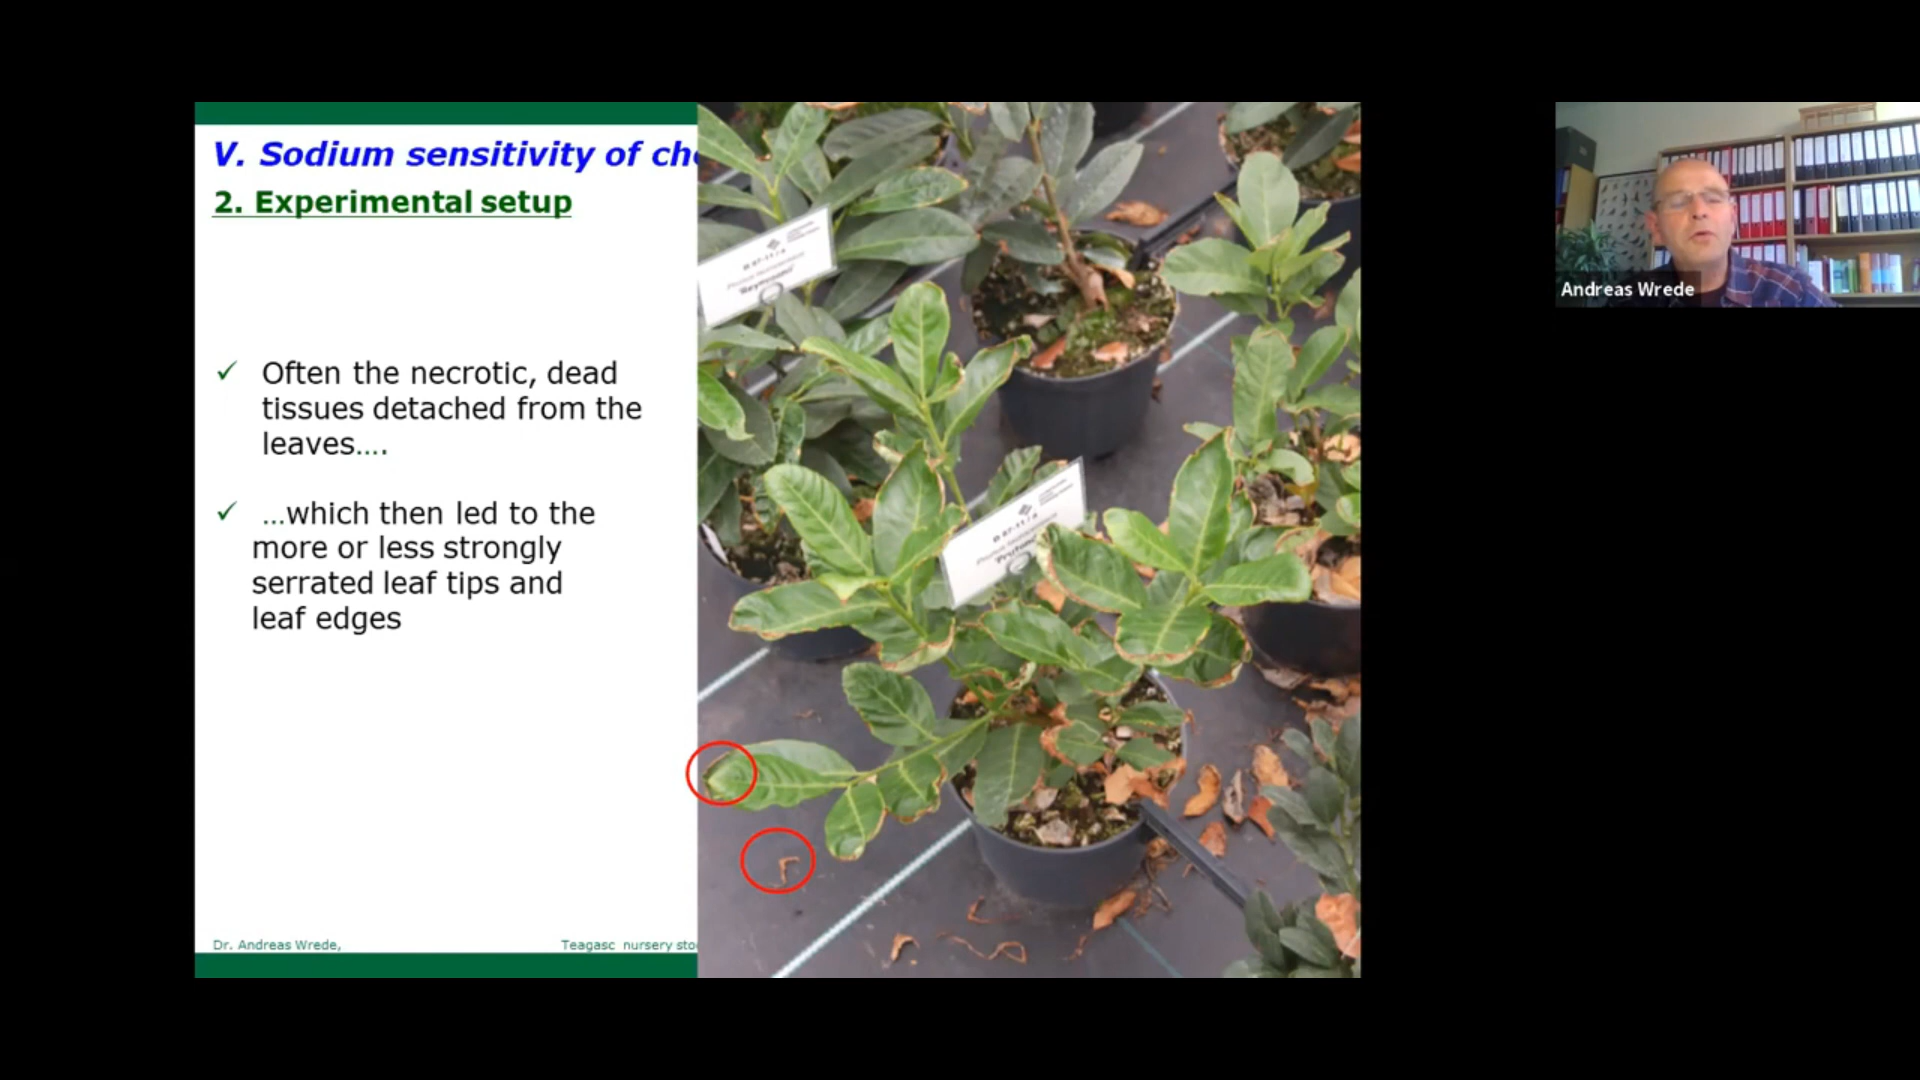 V. Sodium sensitivity of ch
2. Experimental setup
✓ Often the necrotic, dead
tissues detached from the
leaves....
✓ ...which then led to the
more or less strongly
serrated leaf tips and
leaf edges
Dr. Andreas Wrede,
Teagasc nursery sto
Andreas Wrede